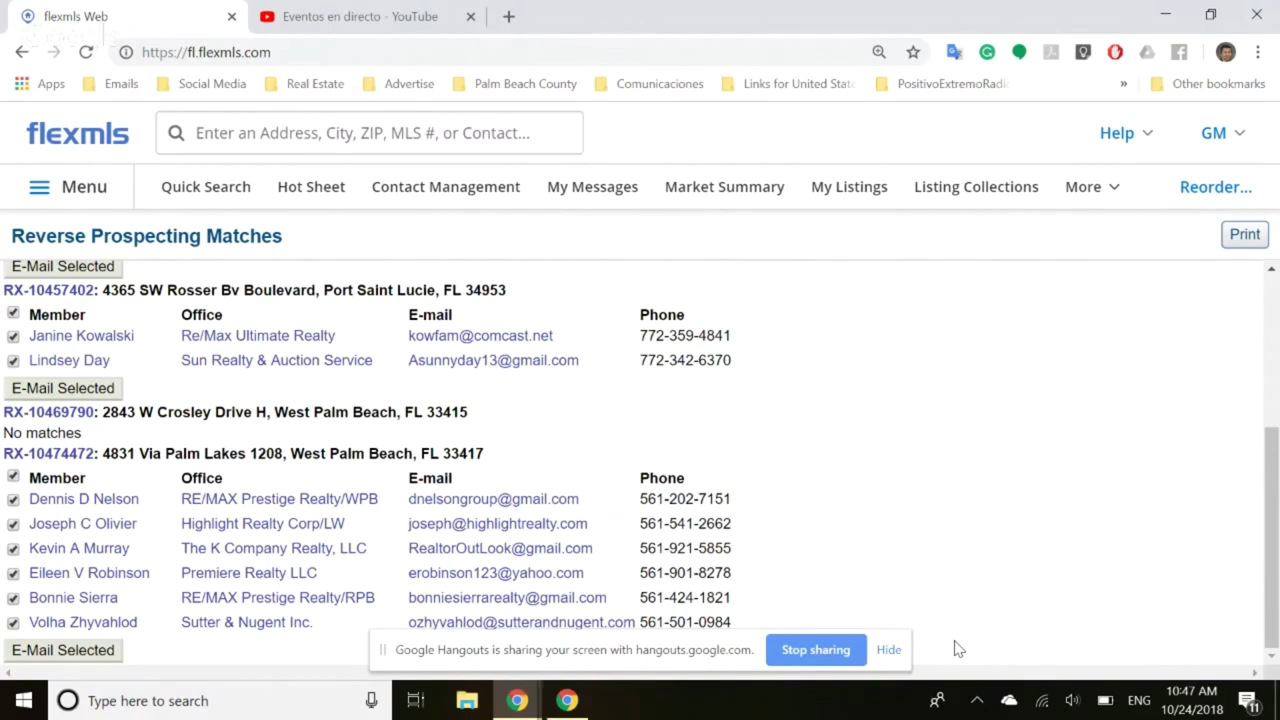 flexmls Web
Eventos en directo - YouTube
https://fl.flexmls.com
Apps Emails Social Media Real Estate Advertise Palm Beach County Comunicaciones Links for United State PositivoExtremoRadi » Other bookmarks
flexmls Enter an Address, City, ZIP, MLS #, or Contact... Help GM
Menu Quick Search Hot Sheet Contact Management My Messages Market Summary My Listings Listing Collections More Reorder...
Reverse Prospecting Matches Print
E-Mail Selected
RX-10457402: 4365 SW Rosser Bv Boulevard, Port Saint Lucie, FL 34953
Member Office E-mail Phone
Janine Kowalski Re/Max Ultimate Realty kowfam@comcast.net 772-359-4841
Lindsey Day Sun Realty & Auction Service Asunnyday13@gmail.com 772-342-6370
E-Mail Selected
RX-10469790: 2843 W Crosley Drive H, West Palm Beach, FL 33415
No matches
RX-10474472: 4831 Via Palm Lakes 1208, West Palm Beach, FL 33417
Member Office E-mail Phone
Dennis D Nelson RE/MAX Prestige Realty/WPB dnelsongroup@gmail.com 561-202-7151
Joseph C Olivier Highlight Realty Corp/LW joseph@highlightrealty.com 561-541-2662
Kevin A Murray The K Company Realty, LLC RealtorOutLook@gmail.com 561-921-5855
Eileen V Robinson Premiere Realty LLC erobinson123@yahoo.com 561-901-8278
Bonnie Sierra RE/MAX Prestige Realty/RPB bonniesierrarealty@gmail.com 561-424-1821
Volha Zhyvahlod Sutter & Nugent Inc. ozhyvahlod@sutterandnugent.com 561-501-0984
E-Mail Selected
Google Hangouts is sharing your screen with hangouts.google.com. Stop sharing Hide
Type here to search
ENG
10:47 AM
10/24/2018
11